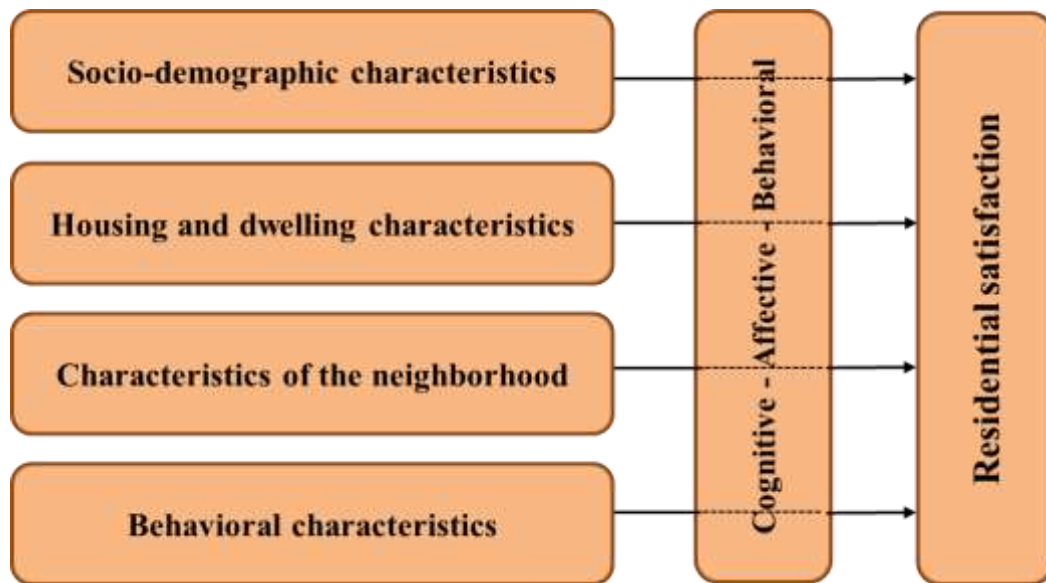 Socio-demographic characteristics
Housing and dwelling characteristics
Characteristics of the neighborhood
Behavioral characteristics
Cognitive - Affective - Behavioral
Residential satisfaction